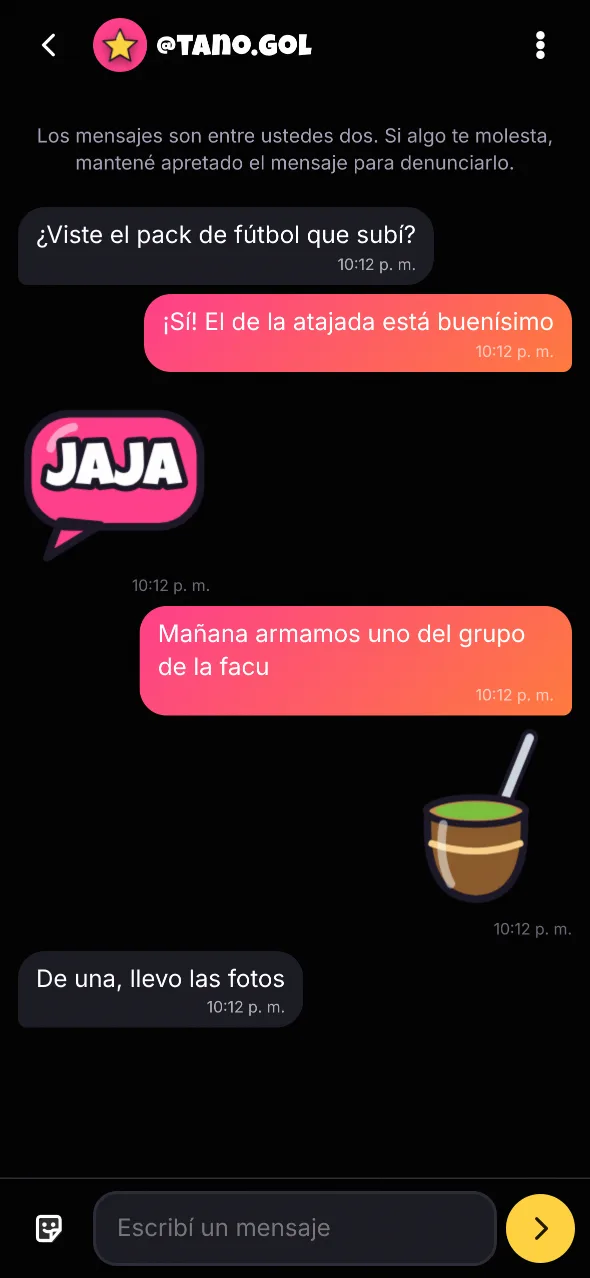 @TANO.GOL
Los mensajes son entre ustedes dos. Si algo te molesta,
mantené apretado el mensaje para denunciarlo.
¿Viste el pack de fútbol que subí?
10:12 p. m.
¡Sí! El de la atajada está buenísimo
10:12 p. m.
JAJA
10:12 p. m.
Mañana armamos uno del grupo
de la facu
10:12 p. m.
10:12 p. m.
De una, llevo las fotos
10:12 p. m.
Escribí un mensaje